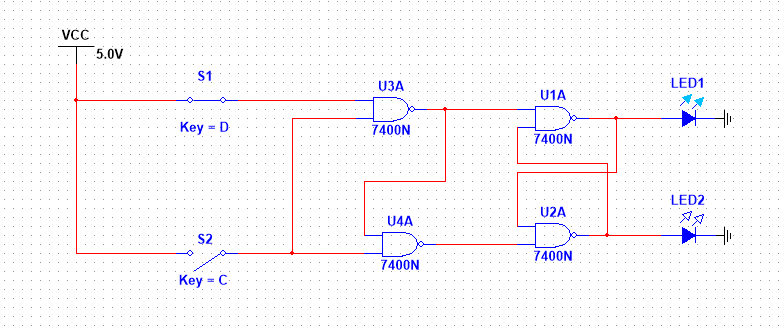 VCC
5.0V
S1
Key = D
U3A
7400N
U1A
7400N
LED1
S2
Key = C
U4A
7400N
U2A
7400N
LED2